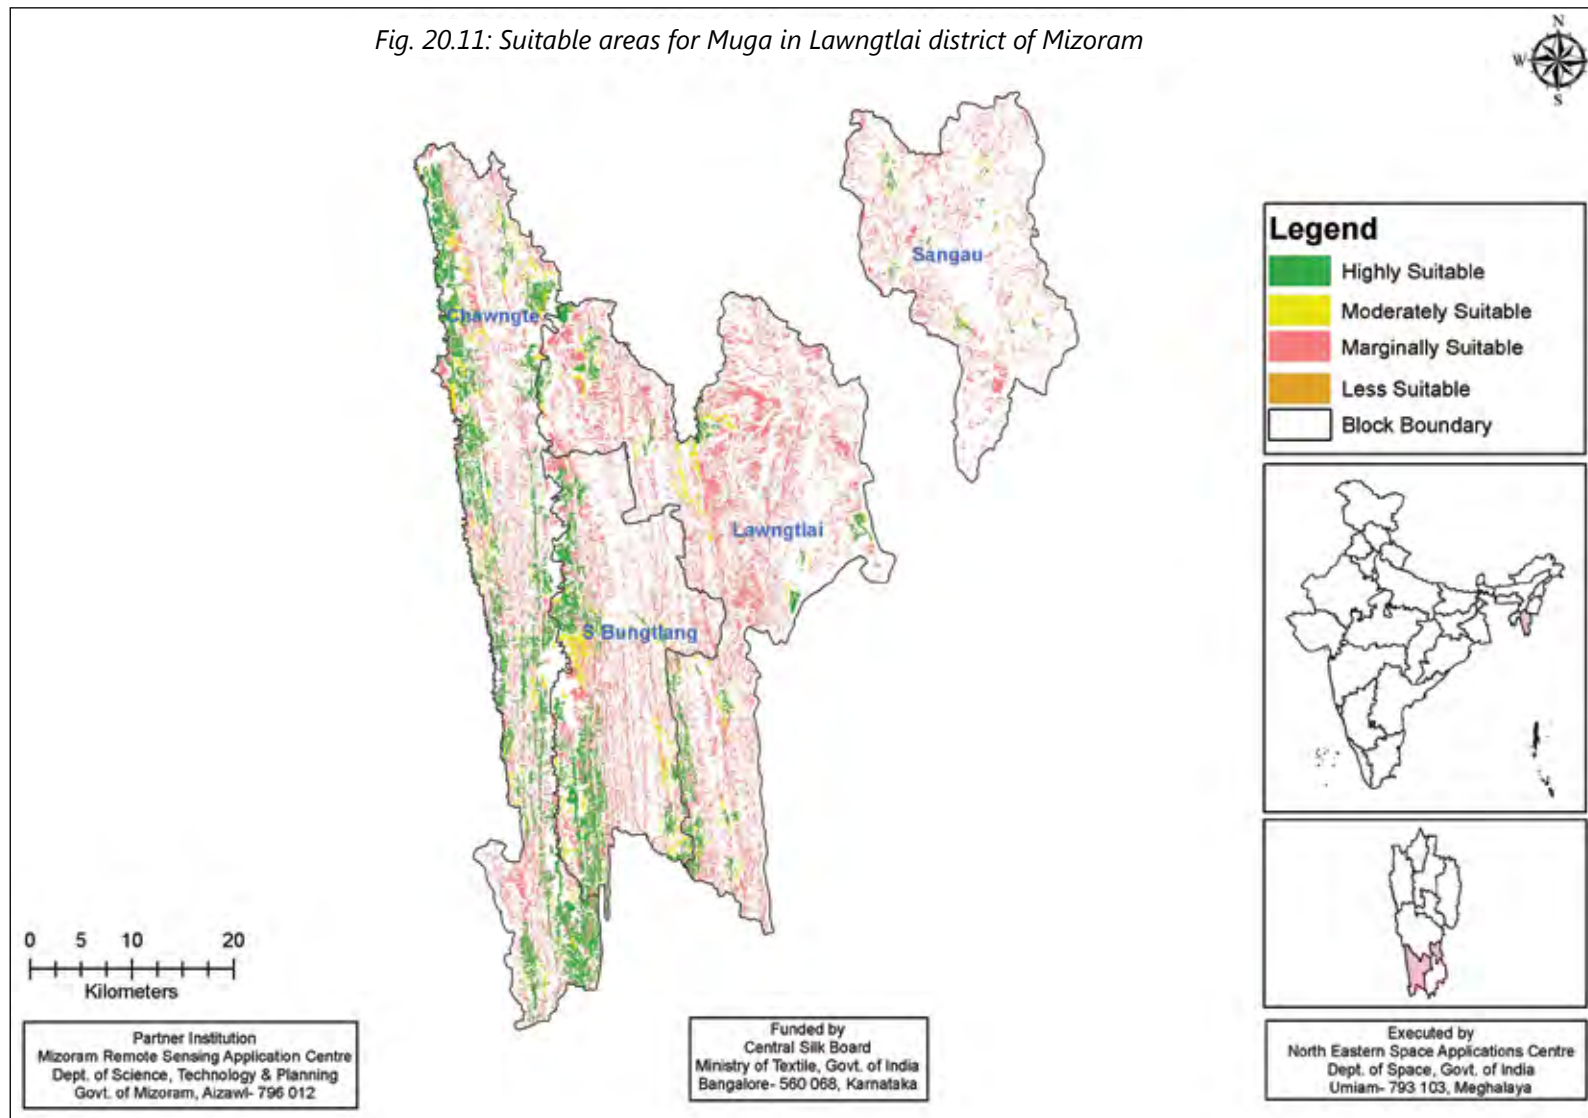 Fig. 20.11: Suitable areas for Muga in Lawngtlai district of Mizoram
N
W
S
Sangau
Chawngte
Lawngtlai
S Bungtlang
Legend
Highly Suitable
Moderately Suitable
Marginally Suitable
Less Suitable
Block Boundary
0 5 10 20
Kilometers
Partner Institution
Mizoram Remote Sensing Application Centre
Dept. of Science, Technology & Planning
Govt. of Mizoram, Aizawl- 796 012
Funded by
Central Silk Board
Ministry of Textile, Govt. of India
Bangalore- 560 068, Karnataka
Executed by
North Eastern Space Applications Centre
Dept. of Space, Govt. of India
Umiam- 793 103, Meghalaya